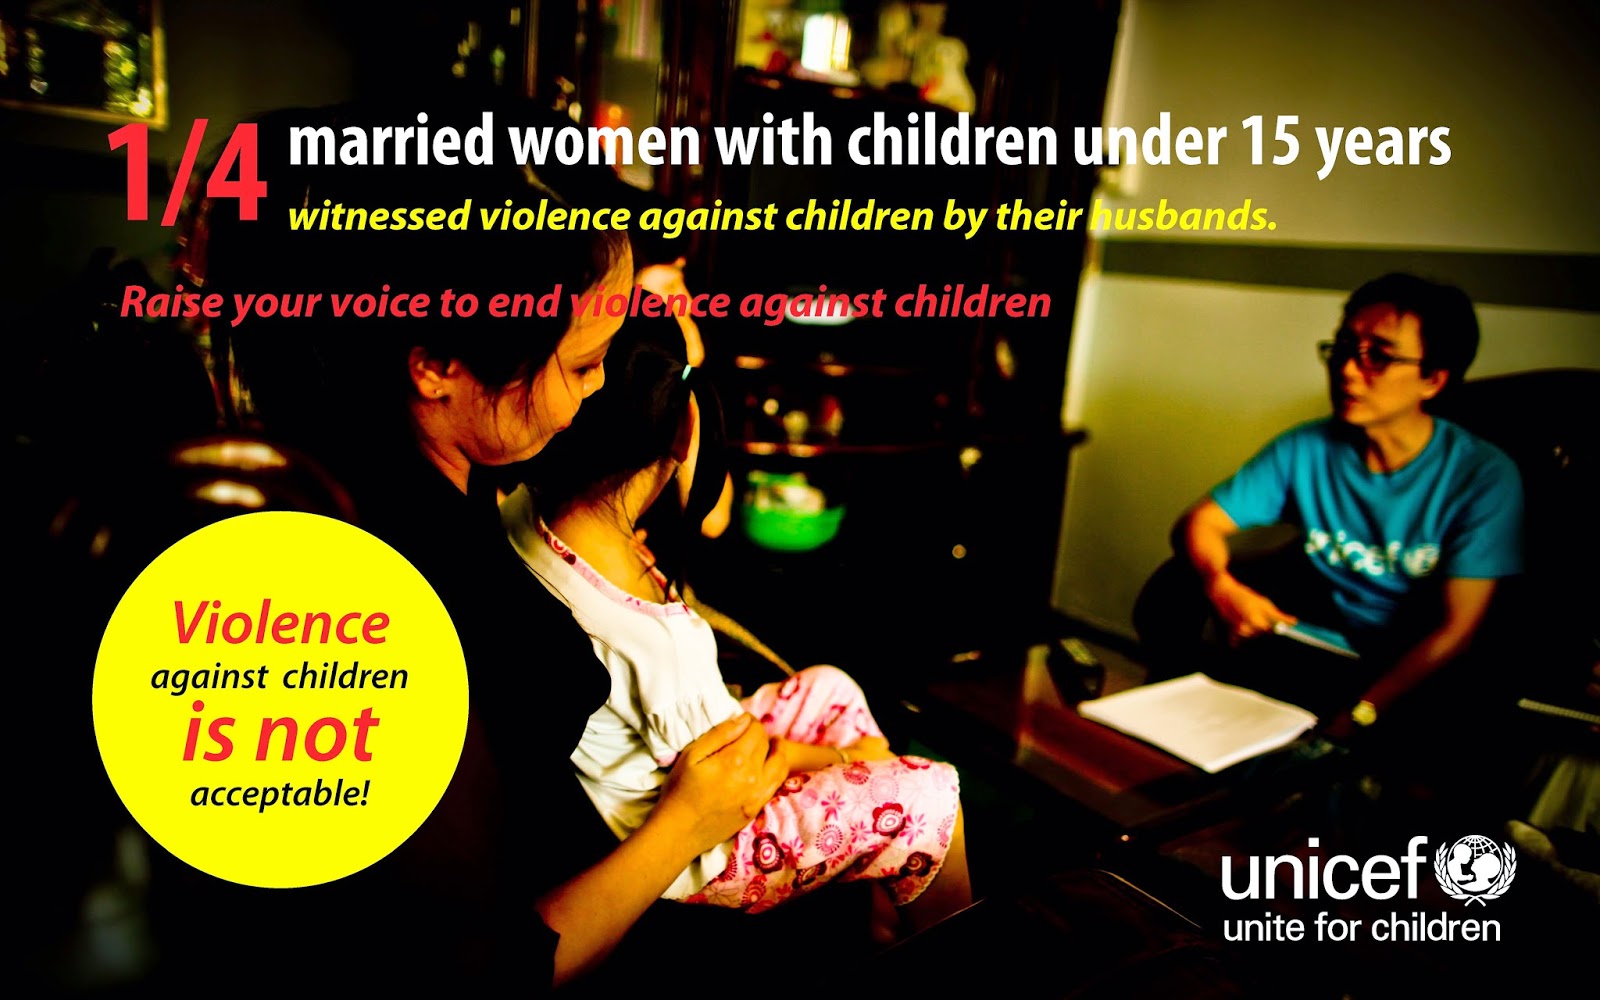 1/4 married women with children under 15 years
witnessed violence against children by their husbands.
Raise your voice to end violence against children
Violence
against children
is not
acceptable!
unicef
unicef
unite for children